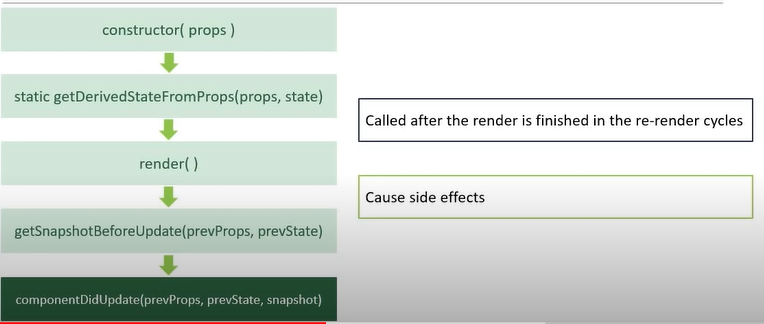 constructor( props )
static getDerivedStateFromProps(props, state)
render( )
getSnapshotBeforeUpdate(prevProps, prevState)
componentDidUpdate(prevProps, prevState, snapshot)
Called after the render is finished in the re-render cycles
Cause side effects